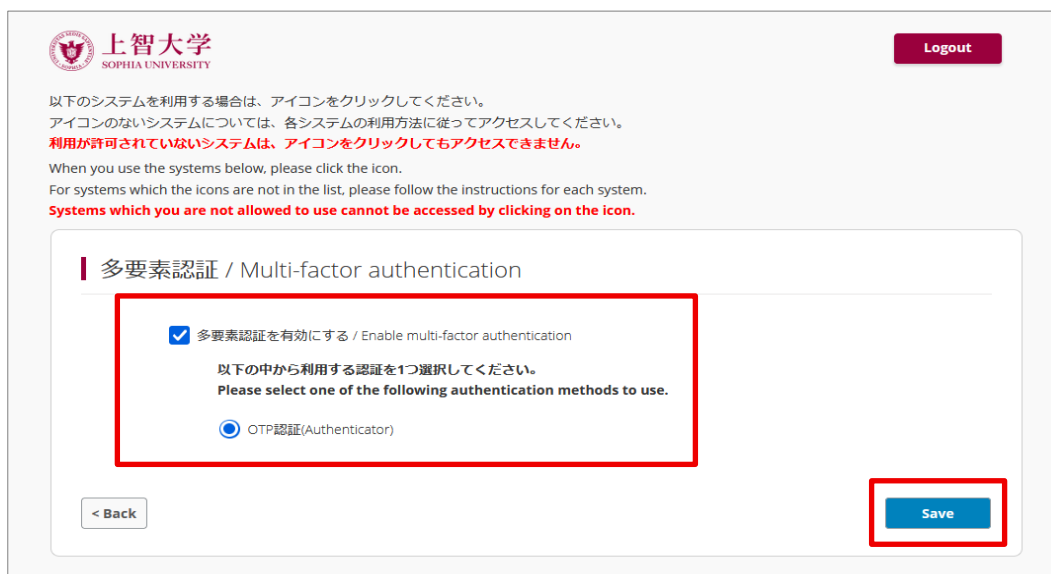 上智大学
SOPHIA UNIVERSITY
Logout
以下のシステムを利用する場合は、アイコンをクリックしてください。
アイコンのないシステムについては、各システムの利用方法に従ってアクセスしてください。
利用が許可されていないシステムは、アイコンをクリックしてもアクセスできません。
When you use the systems below, please click the icon.
For systems which the icons are not in the list, please follow the instructions for each system.
Systems which you are not allowed to use cannot be accessed by clicking on the icon.
多要素認証 / Multi-factor authentication
多要素認証を有効にする / Enable multi-factor authentication
以下の中から利用する認証を1つ選択してください。
Please select one of the following authentication methods to use.
OTP認証(Authenticator)
< Back
Save